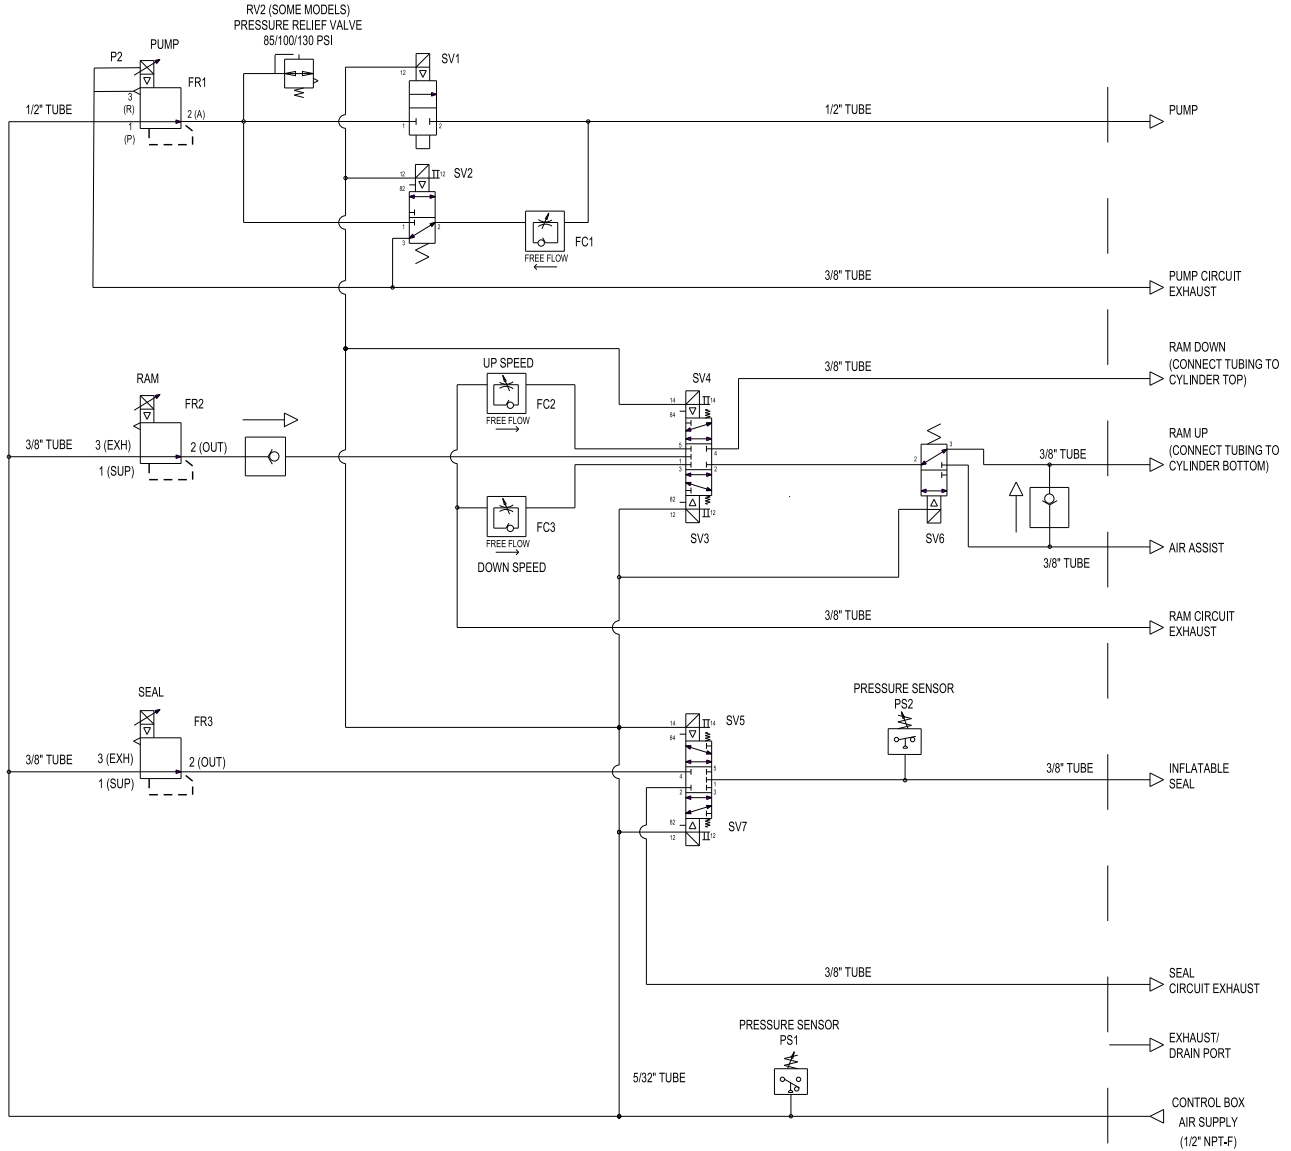 RV2 (SOME MODELS)
PRESSURE RELIEF VALVE
85/100/130 PSI
PUMP
P2
FR1
SV1
12
3
(R)
2 (A)
1/2" TUBE
1
(P)
1
2
1/2" TUBE
PUMP
12
12
SV2
82
1
2
3
FC1
FREE FLOW
3/8" TUBE
PUMP CIRCUIT
EXHAUST
UP SPEED
FC2
FREE FLOW
SV4
14
14
84
5
4
1
3
2
82
12
12
SV3
3/8" TUBE
RAM DOWN
(CONNECT TUBING TO
CYLINDER TOP)
RAM
FR2
3/8" TUBE
3 (EXH)
2 (OUT)
1 (SUP)
3
2
SV6
3/8" TUBE
RAM UP
(CONNECT TUBING TO
CYLINDER BOTTOM)
FC3
FREE FLOW
DOWN SPEED
AIR ASSIST
3/8" TUBE
3/8" TUBE
RAM CIRCUIT
EXHAUST
SEAL
FR3
3/8" TUBE
3 (EXH)
2 (OUT)
1 (SUP)
14
14
SV5
84
5
4
1
2
3
82
12
12
SV7
PRESSURE SENSOR
PS2
3/8" TUBE
INFLATABLE
SEAL
3/8" TUBE
SEAL
CIRCUIT EXHAUST
PRESSURE SENSOR
PS1
EXHAUST/
DRAIN PORT
5/32" TUBE
CONTROL BOX
AIR SUPPLY
(1/2" NPT-F)